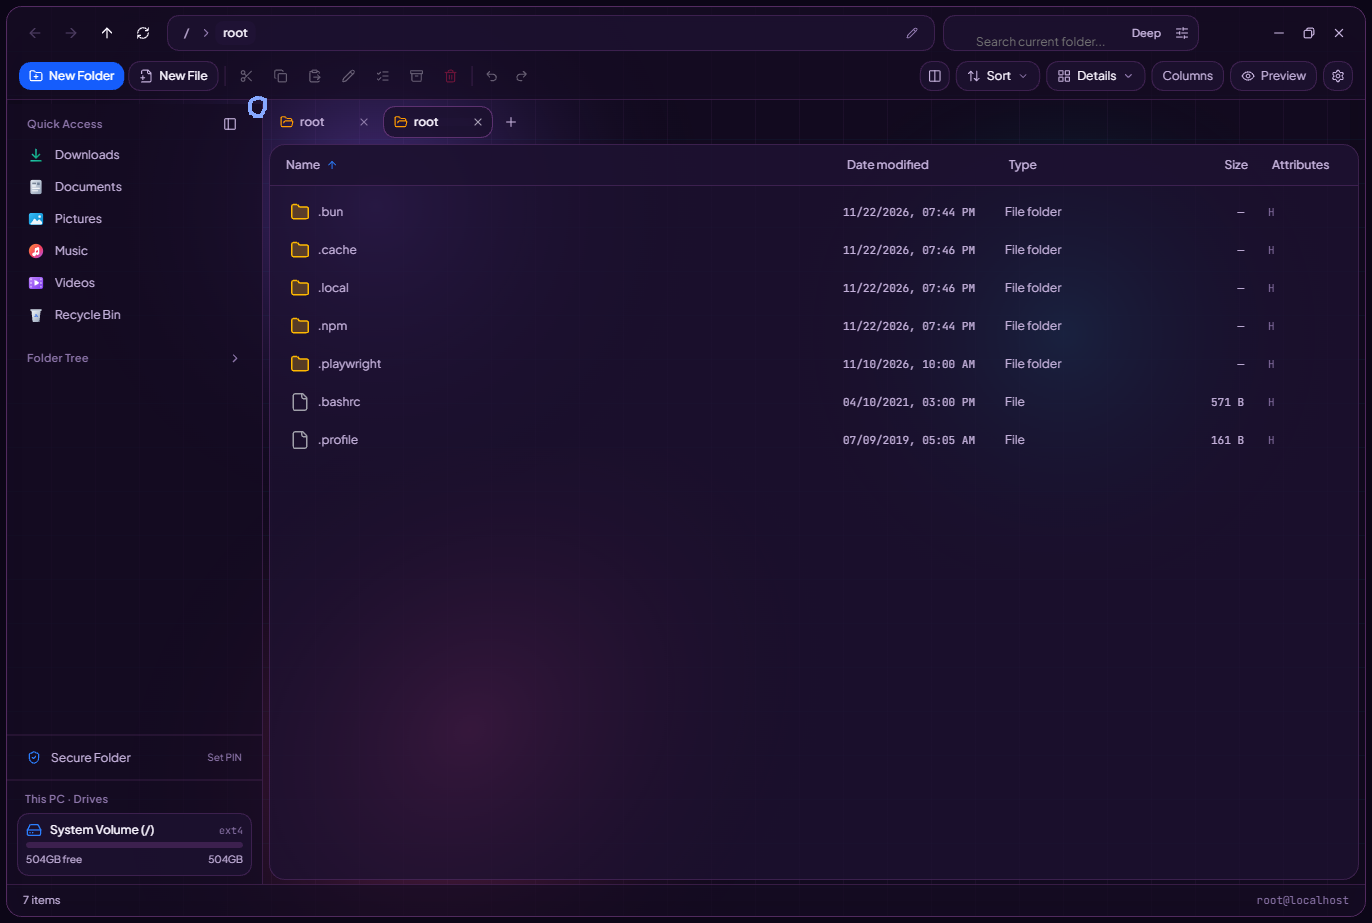 / > root
Search current folder... Deep
New Folder New File Sort Details Columns Preview
Quick Access
root root
Name Date modified Type Size Attributes
Downloads
Documents
Pictures
Music
Videos
Recycle Bin
Folder Tree
.bun 11/22/2026, 07:44 PM File folder — H
.cache 11/22/2026, 07:46 PM File folder — H
.local 11/22/2026, 07:46 PM File folder — H
.npm 11/22/2026, 07:44 PM File folder — H
.playwright 11/10/2026, 10:00 AM File folder — H
.bashrc 04/10/2021, 03:00 PM File 571 B H
.profile 07/09/2019, 05:05 AM File 161 B H
Secure Folder Set PIN
This PC · Drives
System Volume (/) ext4
504GB free 504GB
7 items root@localhost